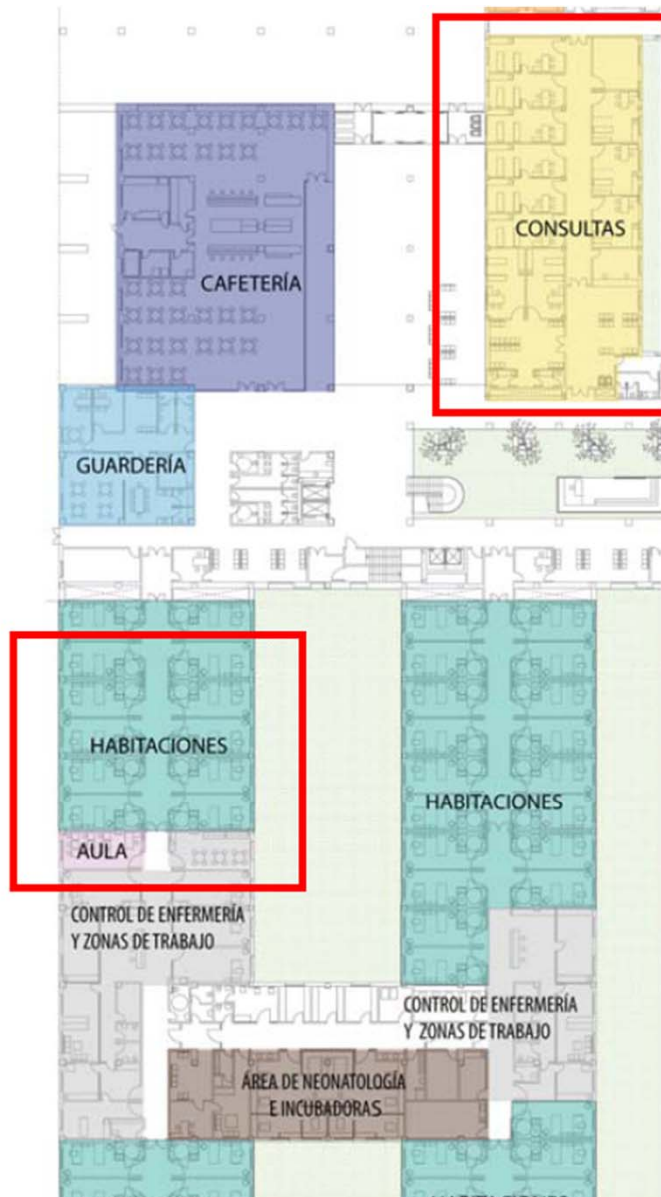 CONSULTAS
CAFETERÍA
GUARDERÍA
HABITACIONES
HABITACIONES
AULA
CONTROL DE ENFERMERÍA
Y ZONAS DE TRABAJO
CONTROL DE ENFERMERÍA
Y ZONAS DE TRABAJO
ÁREA DE NEONATOLOGÍA
E INCUBADORAS